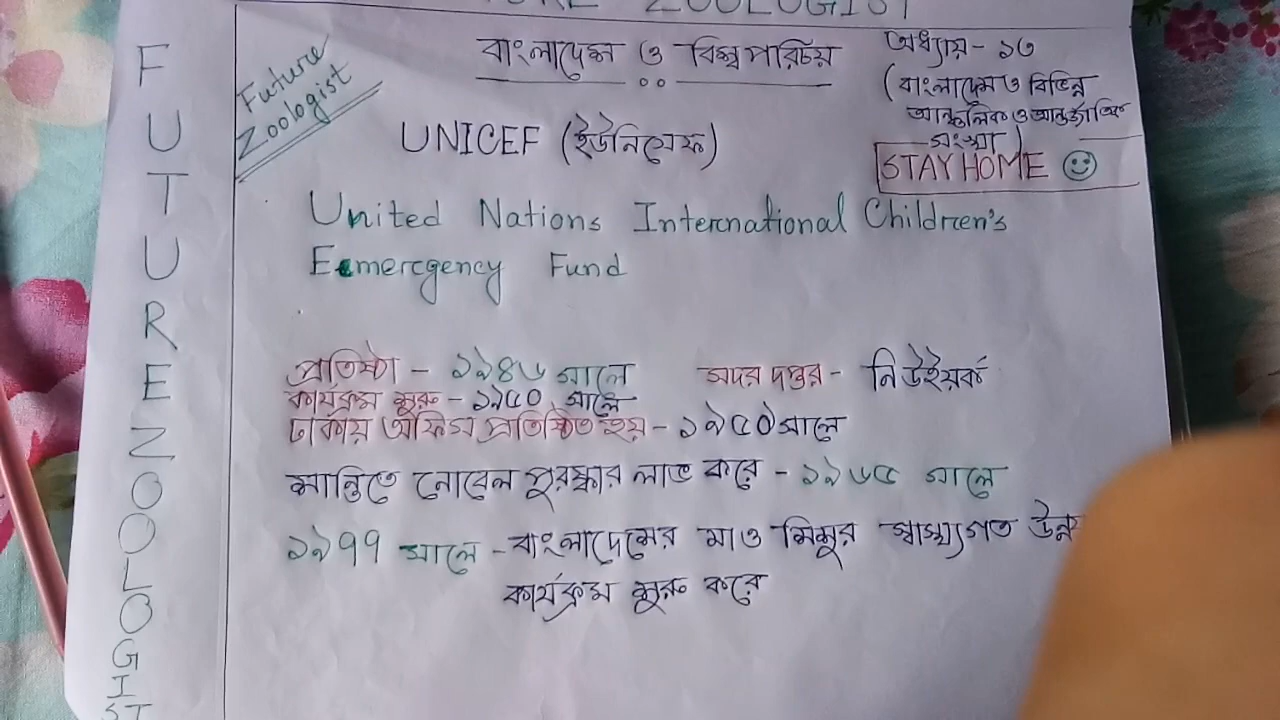 FUTURE ZOOLOGIST
FUTURE ZOOLOGIST
Future
Zoologist
বাংলাদেশ ও বিশ্বপরিচয়
অধ্যায় - ১৩
(বাংলাদেশ ও বিভিন্ন
আঞ্চলিক ও আন্তর্জাতিক
সংস্থা)
STAY HOME
UNICEF (ইউনিসেফ)
United Nations International Children's
Emergency Fund
প্রতিষ্ঠা - ১৯৪৬ সালে সদর দপ্তর - নিউইয়র্ক
কার্যক্রম শুরু - ১৯৫০ সালে
ঢাকায় অফিস প্রতিষ্ঠিত হয় - ১৯৫০ সালে
শান্তিতে নোবেল পুরস্কার লাভ করে - ১৯৬৫ সালে
১৯৭৭ সালে - বাংলাদেশের মা ও শিশুর স্বাস্থ্যগত
কার্যক্রম শুরু করে